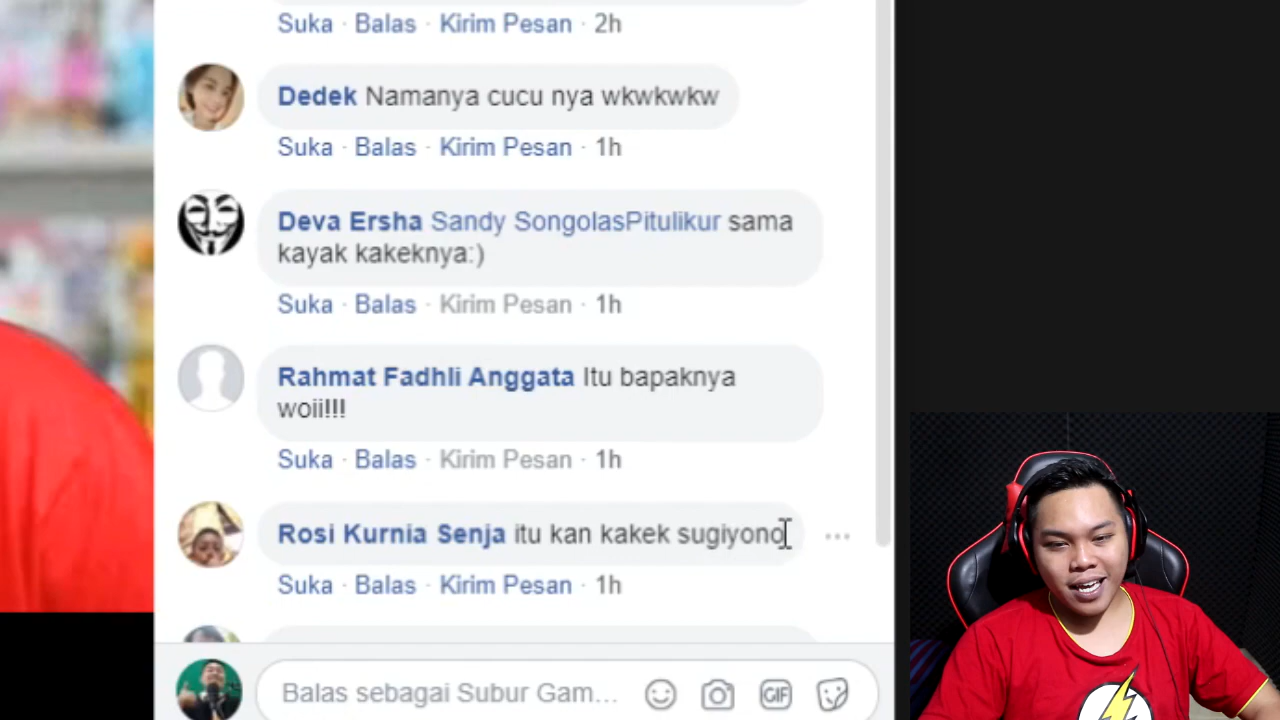 Suka · Balas · Kirim Pesan · 2h
Dedek Namanya cucu nya wkwkwkw
Suka · Balas · Kirim Pesan · 1h
Deva Ersha Sandy SongolasPitulikur sama
kayak kakeknya:)
Suka · Balas · Kirim Pesan · 1h
Rahmat Fadhli Anggata Itu bapaknya
woii!!!
Suka · Balas · Kirim Pesan · 1h
Rosi Kurnia Senja itu kan kakek sugiyono
Suka · Balas · Kirim Pesan · 1h
Balas sebagai Subur Gam...
GIF